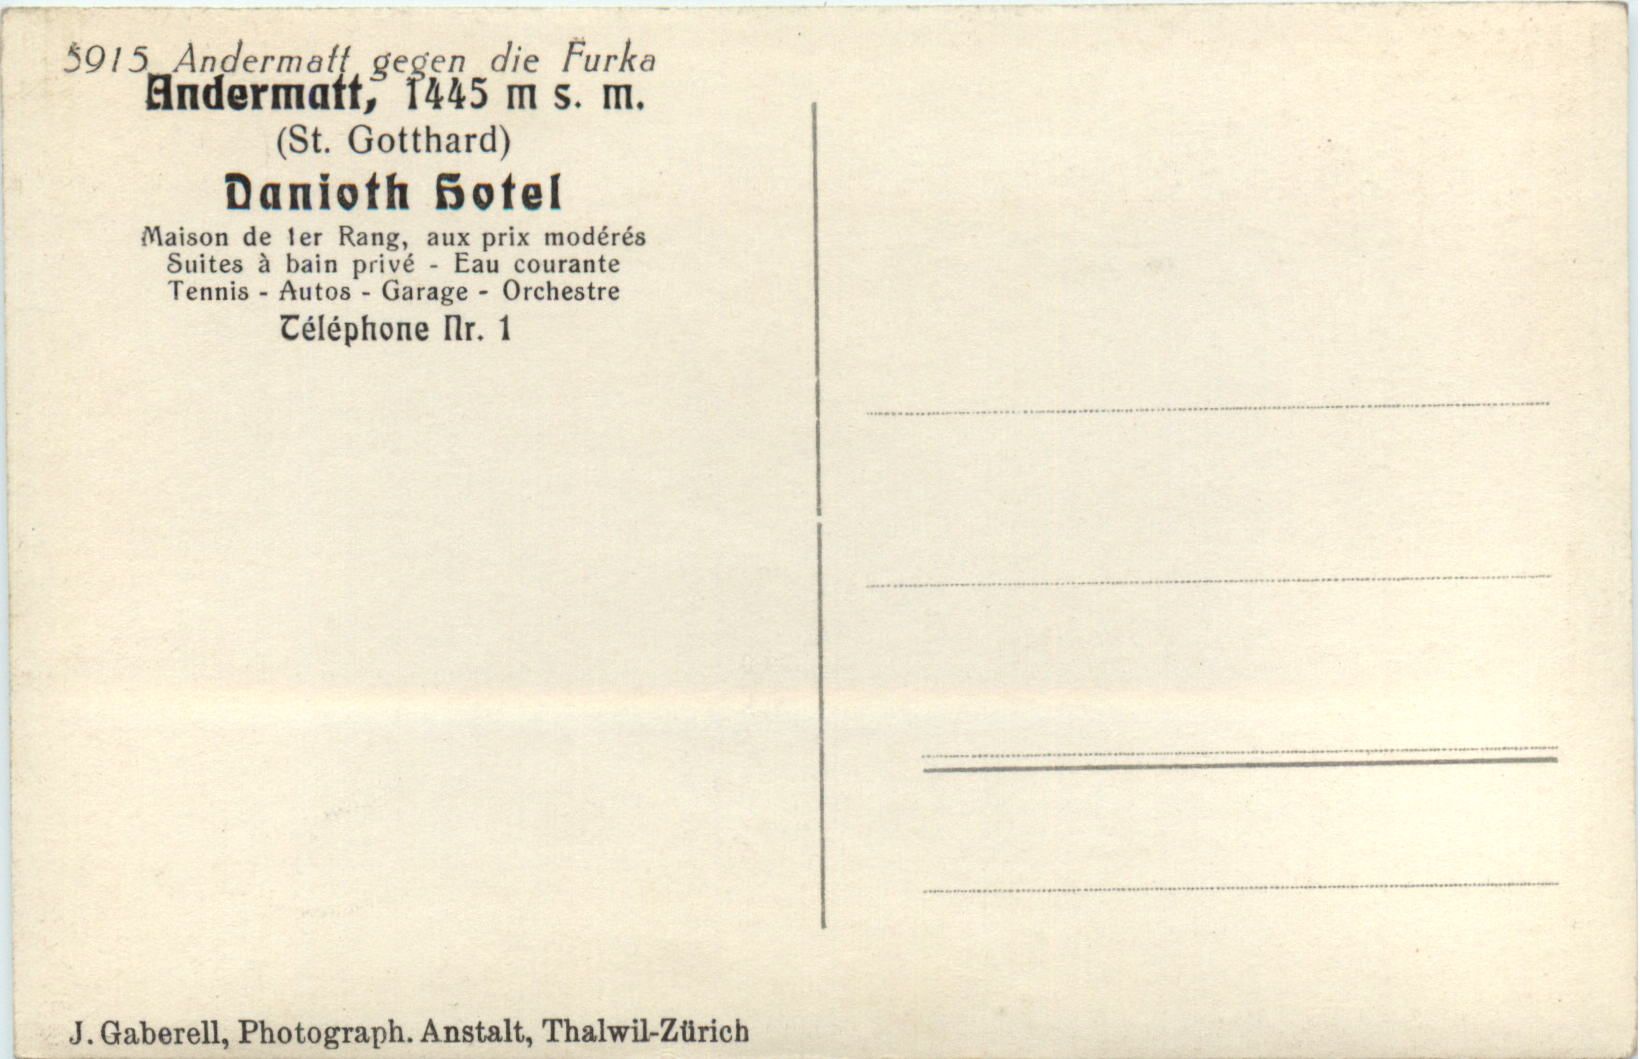 5915 Andermatt gegen die Furka
Andermatt, 1445 m s. m.
(St. Gotthard)
Danioth Hotel
Maison de 1er Rang, aux prix modérés
Suites à bain privé - Eau courante
Tennis - Autos - Garage - Orchestre
Téléphone Nr. 1
J. Gaberell, Photograph. Anstalt, Thalwil-Zürich